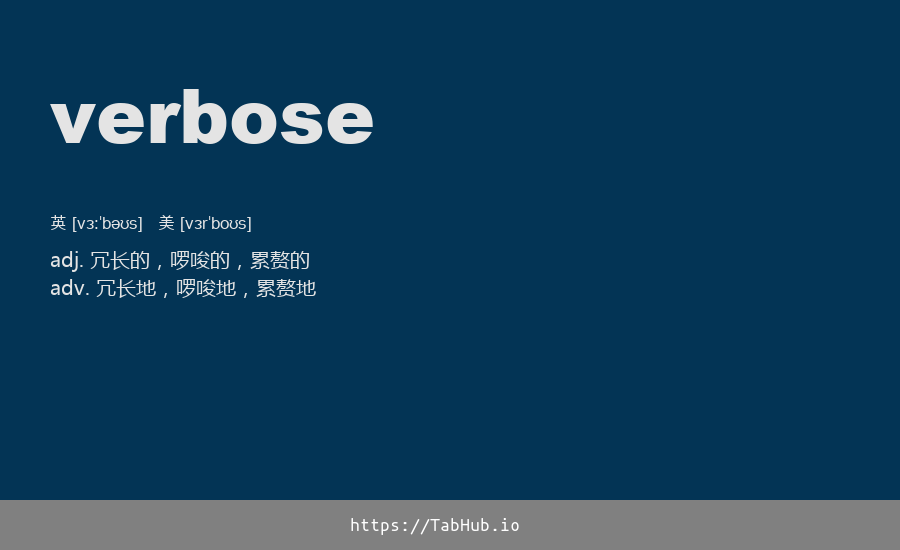 verbose
英 [vɜːˈbəʊs] 美 [vɜrˈboʊs]
adj. 冗长的，啰唆的，累赘的
adv. 冗长地，啰唆地，累赘地
https://TabHub.io